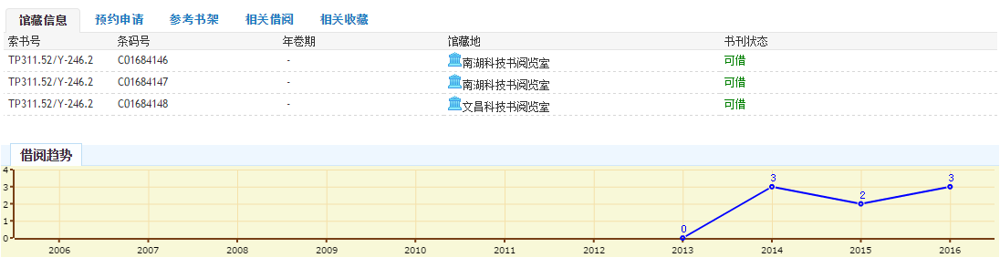 馆藏信息 预约申请 参考书架 相关借阅 相关收藏
索书号 条码号 年卷期 馆藏地 书刊状态
TP311.52/Y-246.2 C01684146 - 南湖科技书阅览室 可借
TP311.52/Y-246.2 C01684147 - 南湖科技书阅览室 可借
TP311.52/Y-246.2 C01684148 - 文昌科技书阅览室 可借
借阅趋势
4
3
2
1
0
3
2
3
0
2006 2007 2008 2009 2010 2011 2012 2013 2014 2015 2016